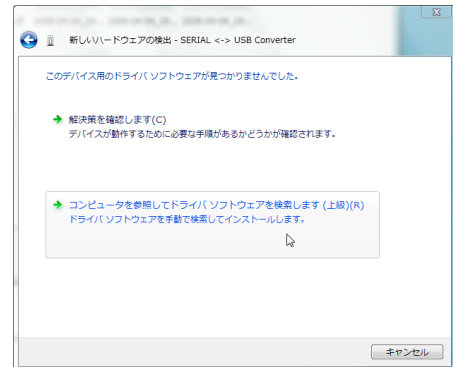 新しいハードウェアの検出 - SERIAL <-> USB Converter
このデバイス用のドライバ ソフトウェアが見つかりませんでした。
解決策を確認します(C)
デバイスが動作するために必要な手順があるかどうかが確認されます。
コンピュータを参照してドライバ ソフトウェアを検索します (上級)(R)
ドライバ ソフトウェアを手動で検索してインストールします。
キャンセル